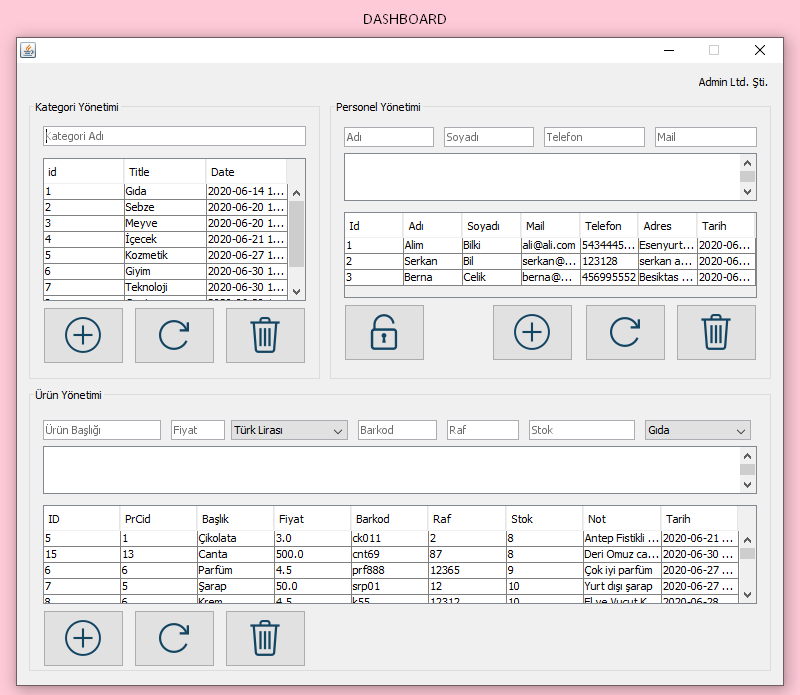 DASHBOARD
Admin Ltd. Şti.
Kategori Yönetimi
Kategori Adı
id Title Date
1 Gıda 2020-06-14 1...
2 Sebze 2020-06-20 1...
3 Meyve 2020-06-20 1...
4 İçecek 2020-06-21 1...
5 Kozmetik 2020-06-27 1...
6 Giyim 2020-06-30 1...
7 Teknoloji 2020-06-30 1...
Personel Yönetimi
Adı Soyadı Telefon Mail
Id Adı Soyadı Mail Telefon Adres Tarih
1 Alim Bilki ali@ali.com 5434445... Esenyurt... 2020-06...
2 Serkan Bil serkan@... 123128 serkan a... 2020-06...
3 Berna Celik berna@... 456995552 Besiktas ... 2020-06...
Ürün Yönetimi
Ürün Başlığı Fiyat Türk Lirası Barkod Raf Stok Gıda
ID PrCid Başlık Fiyat Barkod Raf Stok Not Tarih
5 1 Çikolata 3.0 ck011 2 8 Antep Fistikli ... 2020-06-21 ...
15 13 Canta 500.0 cnt69 87 8 Deri Omuz ca... 2020-06-30 ...
6 6 Parfüm 4.5 prf888 12365 9 Çok iyi parfüm 2020-06-27 ...
7 5 Şarap 50.0 srp01 12 10 Yurt dışı şarap 2020-06-27 ...
8 6 Krem 4.5 k55 12312 10 El ve Vucut K... 2020-06-28 ...